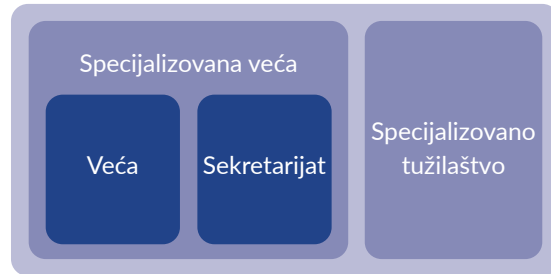 Specijalizovana veća
Veća
Sekretarijat
Specijalizovano
tužilaštvo